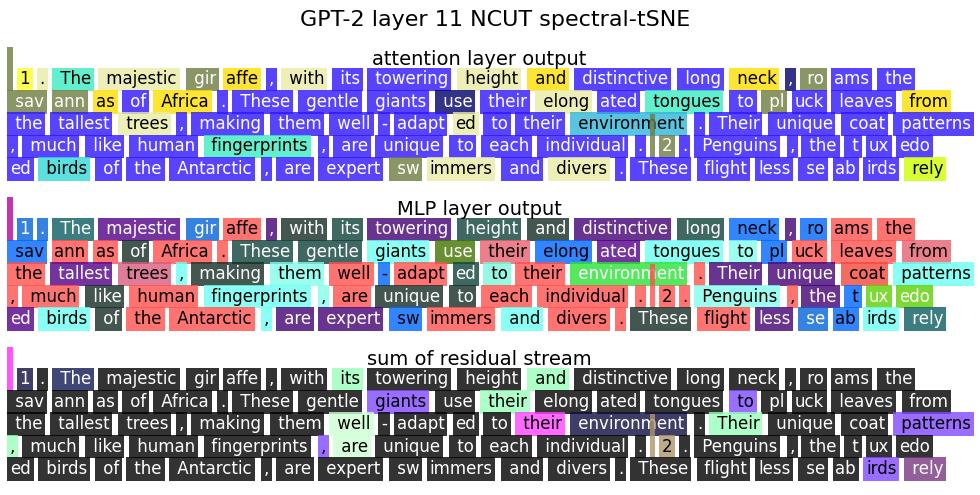 GPT-2 layer 11 NCUT spectral-tSNE
attention layer output
1 . The majestic gir affe , with its towering height and distinctive long neck , ro ams the
sav ann as of Africa . These gentle giants use their elong ated tongues to pl uck leaves from
the tallest trees , making them well - adapt ed to their environment . Their unique coat patterns
, much like human fingerprints , are unique to each individual . 2 . Penguins , the t ux edo
ed birds of the Antarctic , are expert sw immers and divers . These flight less se ab irds rely
MLP layer output
1 . The majestic gir affe , with its towering height and distinctive long neck , ro ams the
sav ann as of Africa . These gentle giants use their elong ated tongues to pl uck leaves from
the tallest trees , making them well - adapt ed to their environment . Their unique coat patterns
, much like human fingerprints , are unique to each individual . 2 . Penguins , the t ux edo
ed birds of the Antarctic , are expert sw immers and divers . These flight less se ab irds rely
sum of residual stream
1 . The majestic gir affe , with its towering height and distinctive long neck , ro ams the
sav ann as of Africa . These gentle giants use their elong ated tongues to pl uck leaves from
the tallest trees , making them well - adapt ed to their environment . Their unique coat patterns
, much like human fingerprints , are unique to each individual . 2 . Penguins , the t ux edo
ed birds of the Antarctic , are expert sw immers and divers . These flight less se ab irds rely